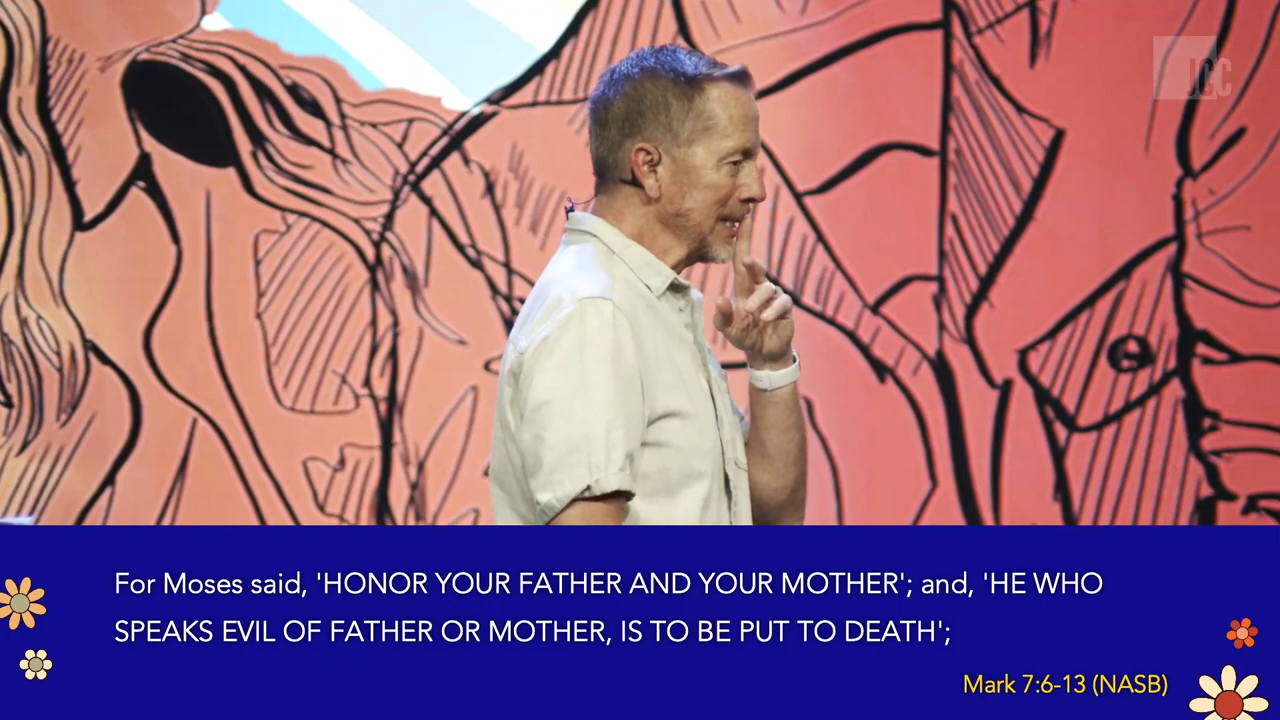 JCC
For Moses said, 'HONOR YOUR FATHER AND YOUR MOTHER'; and, 'HE WHO
SPEAKS EVIL OF FATHER OR MOTHER, IS TO BE PUT TO DEATH';
Mark 7:6-13 (NASB)